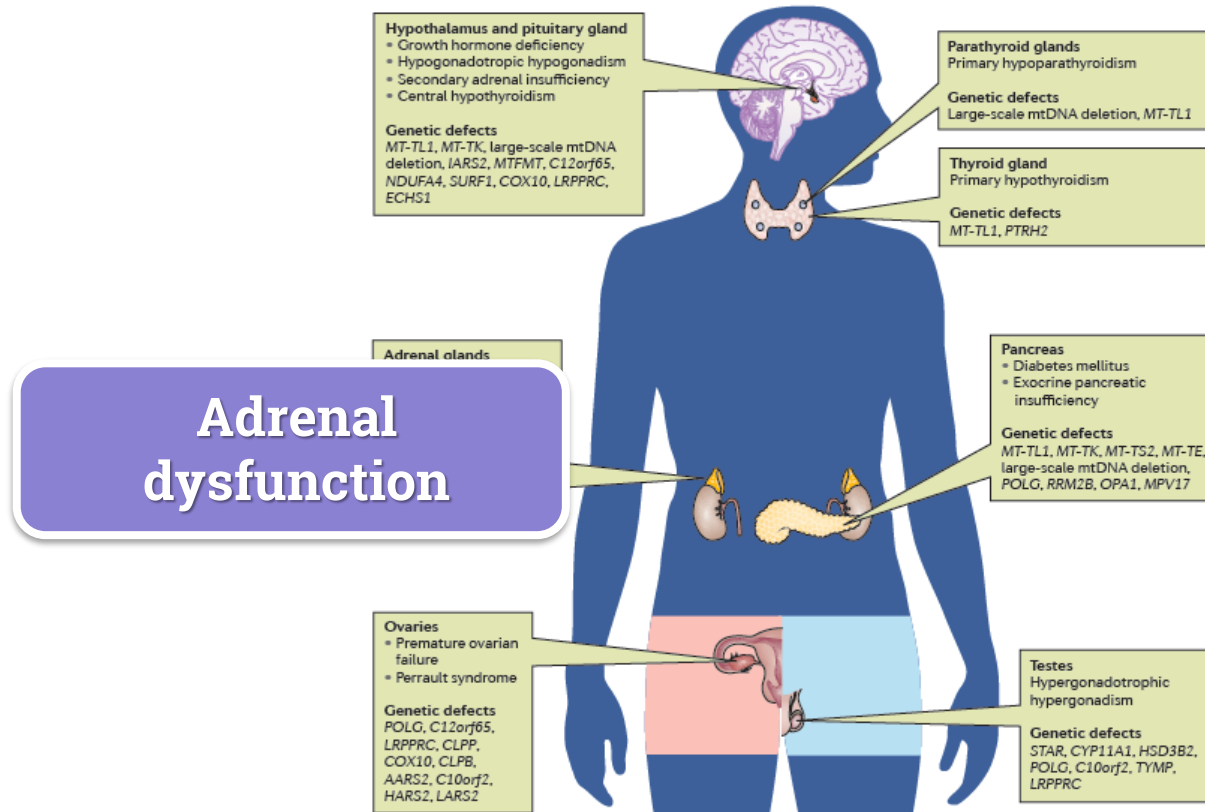 Hypothalamus and pituitary gland
• Growth hormone deficiency
• Hypogonadotropic hypogonadism
• Secondary adrenal insufficiency
• Central hypothyroidism
Genetic defects
MT-TL1, MT-TK, large-scale mtDNA
deletion, IARS2, MTFMT, C12orf65,
NDUFA4, SURF1, COX10, LRPPRC,
ECHS1
Parathyroid glands
Primary hypoparathyroidism
Genetic defects
Large-scale mtDNA deletion, MT-TL1
Thyroid gland
Primary hypothyroidism
Genetic defects
MT-TL1, PTRH2
Adrenal glands
Adrenal
dysfunction
Pancreas
• Diabetes mellitus
• Exocrine pancreatic
insufficiency
Genetic defects
MT-TL1, MT-TK, MT-TS2, MT-TE,
large-scale mtDNA deletion,
POLG, RRM2B, OPA1, MPV17
Ovaries
• Premature ovarian
failure
• Perrault syndrome
Genetic defects
POLG, C12orf65,
LRPPRC, CLPP,
COX10, CLPB,
AARS2, C10orf2,
HARS2, LARS2
Testes
Hypergonadotrophic
hypergonadism
Genetic defects
STAR, CYP11A1, HSD3B2,
POLG, C10orf2, TYMP,
LRPPRC